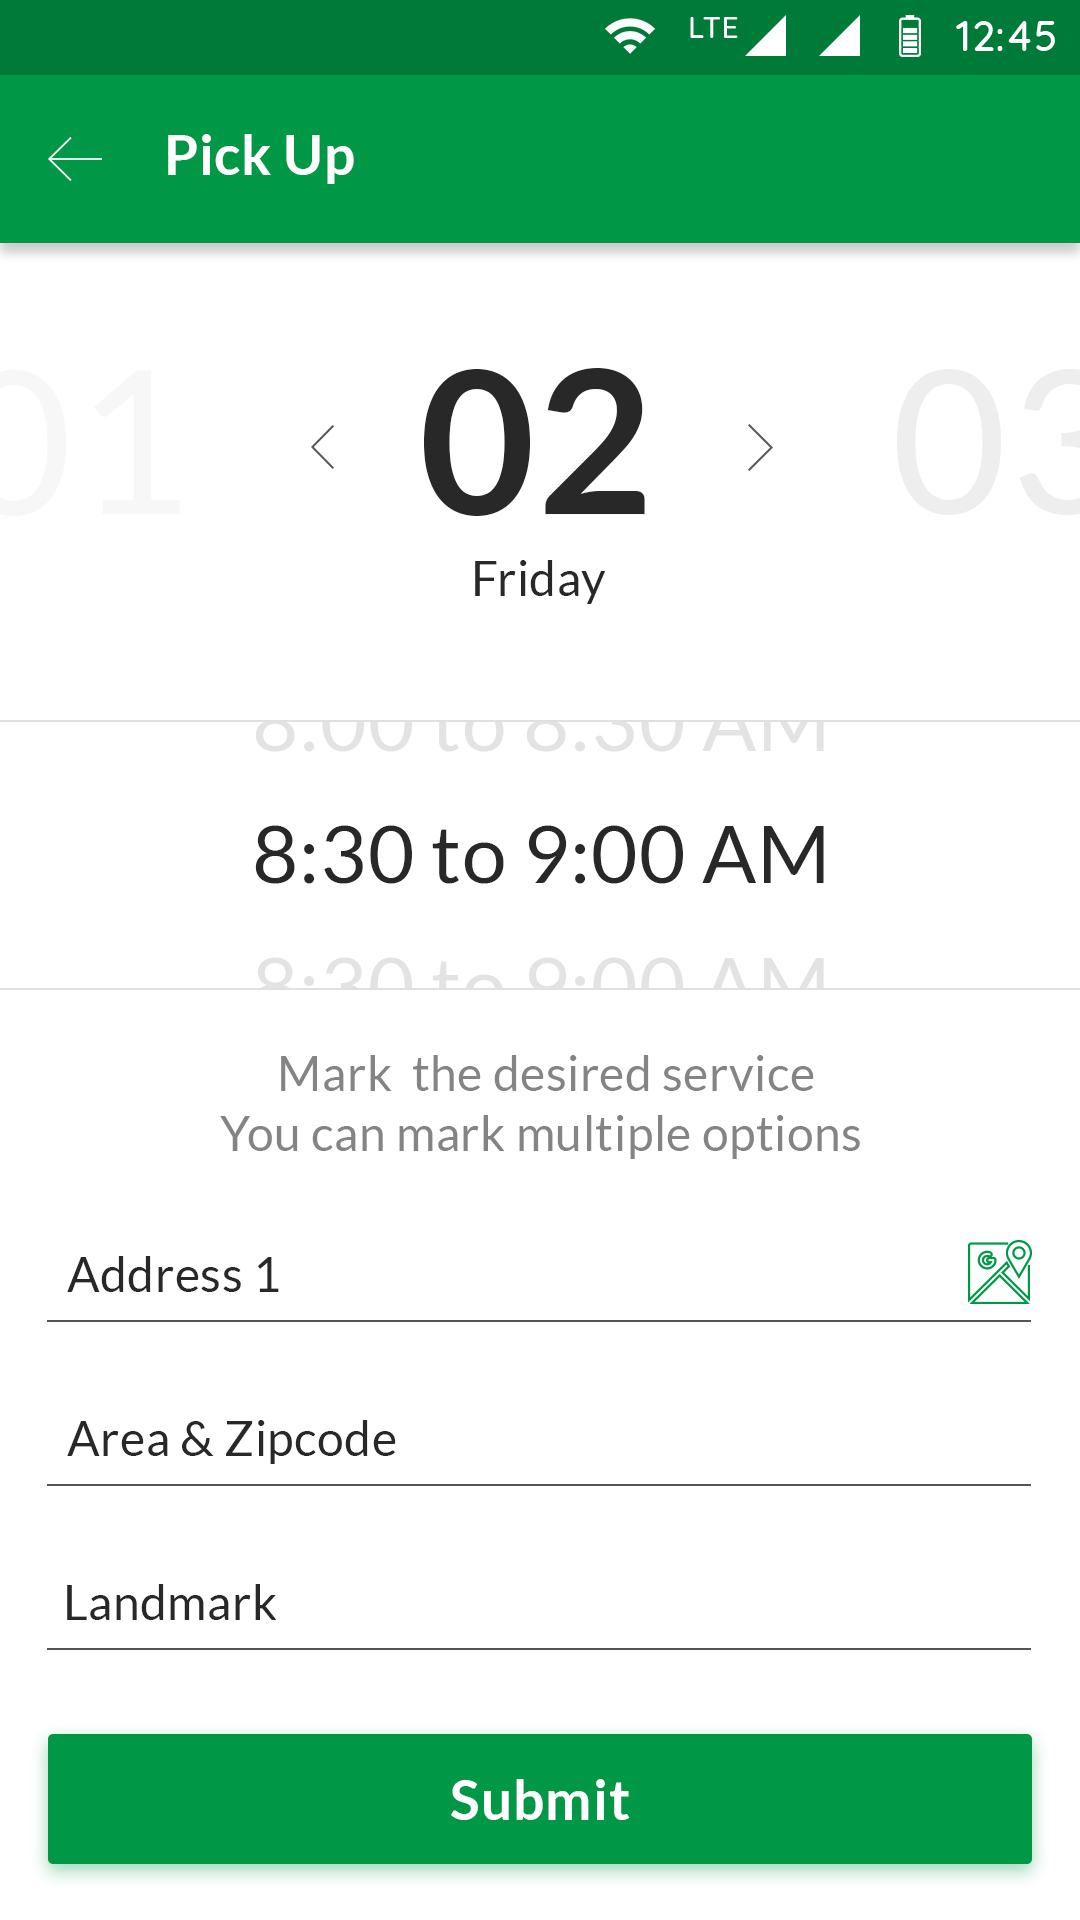 LTE 12:45
Pick Up
01 02 03
Friday
8:00 to 8:30 AM
8:30 to 9:00 AM
8:30 to 9:00 AM
Mark  the desired service
You can mark multiple options
Address 1
Area & Zipcode
Landmark
Submit